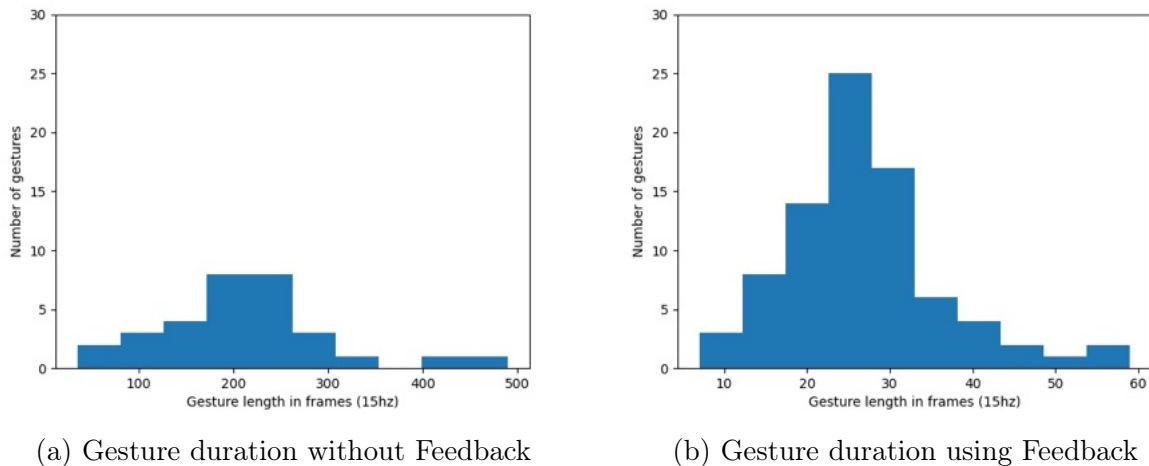 30
25
20
15
10
5
0
Number of gestures
100 200 300 400 500
Gesture length in frames (15hz)
(a) Gesture duration without Feedback
30
25
20
15
10
5
0
Number of gestures
10 20 30 40 50 60
Gesture length in frames (15hz)
(b) Gesture duration using Feedback